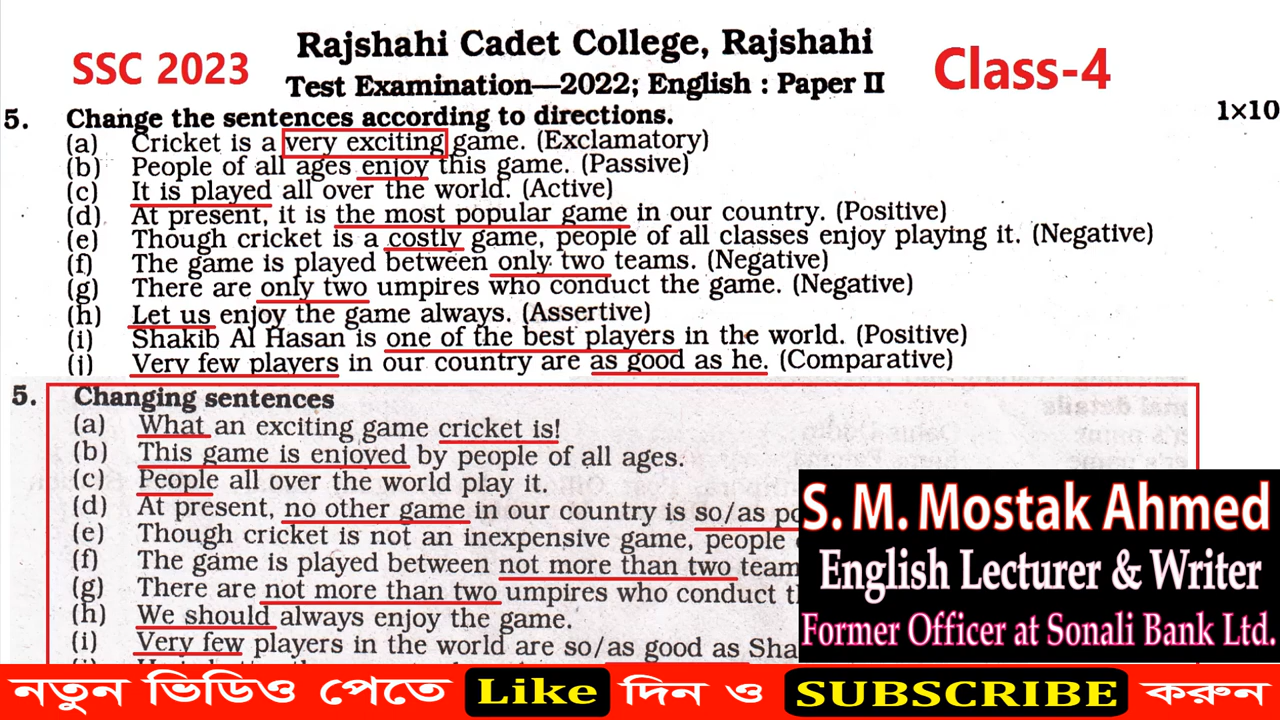 SSC 2023
Rajshahi Cadet College, Rajshahi
Class-4
Test Examination—2022; English : Paper II
5. Change the sentences according to directions. 1×10
(a) Cricket is a very exciting game. (Exclamatory)
(b) People of all ages enjoy this game. (Passive)
(c) It is played all over the world. (Active)
(d) At present, it is the most popular game in our country. (Positive)
(e) Though cricket is a costly game, people of all classes enjoy playing it. (Negative)
(f) The game is played between only two teams. (Negative)
(g) There are only two umpires who conduct the game. (Negative)
(h) Let us enjoy the game always. (Assertive)
(i) Shakib Al Hasan is one of the best players in the world. (Positive)
(j) Very few players in our country are as good as he. (Comparative)
5. Changing sentences
(a) What an exciting game cricket is!
(b) This game is enjoyed by people of all ages.
(c) People all over the world play it.
(d) At present, no other game in our country is so/as po
(e) Though cricket is not an inexpensive game, people
(f) The game is played between not more than two team
(g) There are not more than two umpires who conduct t
(h) We should always enjoy the game.
(i) Very few players in the world are so/as good as Sha
S. M. Mostak Ahmed
English Lecturer & Writer
Former Officer at Sonali Bank Ltd.
নতুন ভিডিও পেতে Like দিন ও SUBSCRIBE করুন